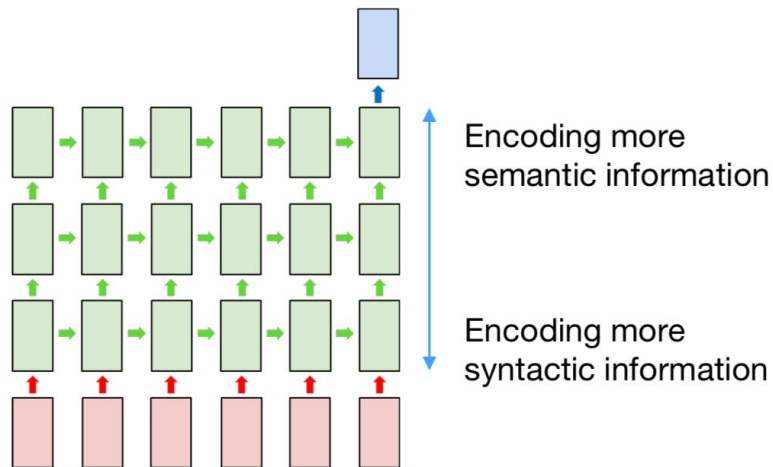 Encoding more
semantic information
Encoding more
syntactic information